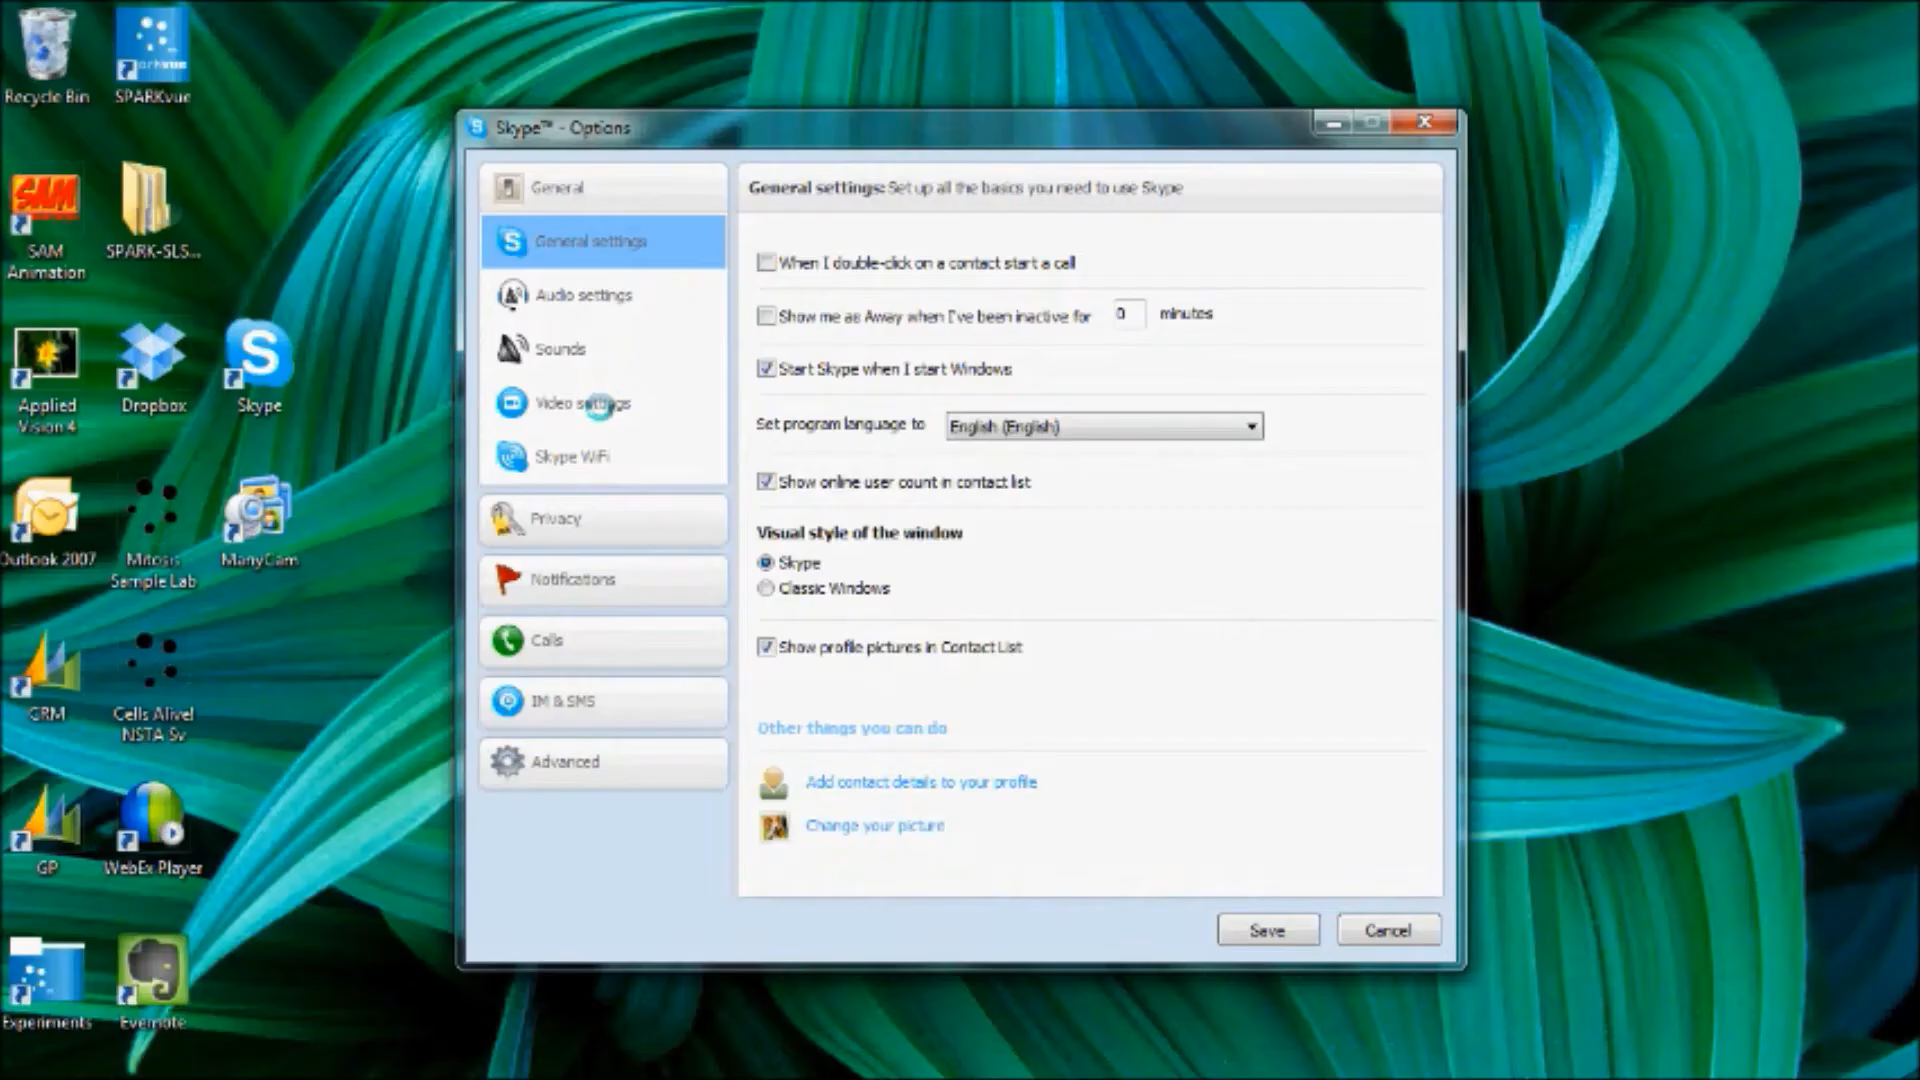 Recycle Bin
SPARKvue
SAM
SAM
Animation
SPARK-SLS...
Applied
Vision 4
Dropbox
Skype
Outlook 2007
Mitosis
Sample Lab
ManyCam
CRM
Cells Alive!
NSTA Sv
GP
WebEx Player
Experiments
Evernote
Skype™ - Options
General
General settings
Audio settings
Sounds
Video settings
Skype WiFi
Privacy
Notifications
Calls
IM & SMS
Advanced
General settings: Set up all the basics you need to use Skype
When I double-click on a contact start a call
Show me as Away when I've been inactive for 0 minutes
Start Skype when I start Windows
Set program language to English (English)
Show online user count in contact list
Visual style of the window
Skype
Classic Windows
Show profile pictures in Contact List
Other things you can do
Add contact details to your profile
Change your picture
Save
Cancel